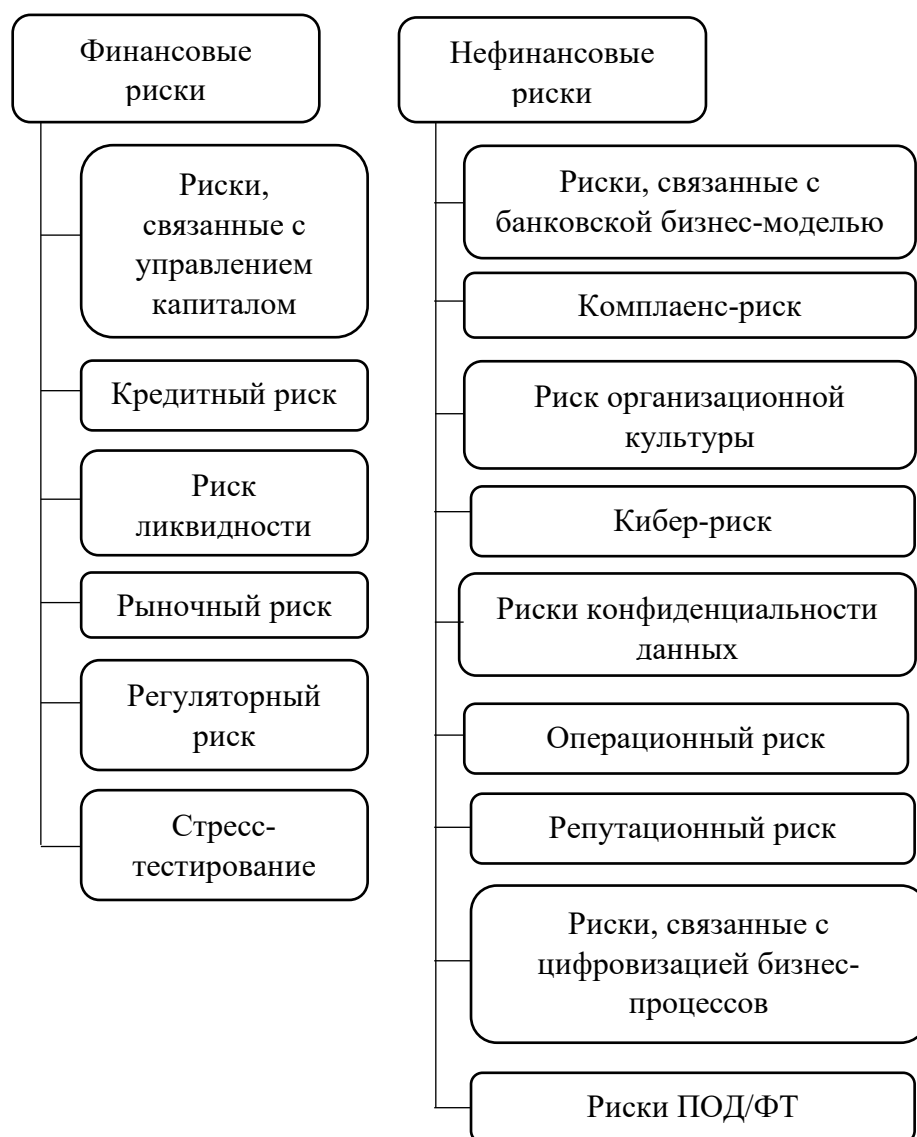 Финансовые
риски
Риски,
связанные с
управлением
капиталом
Кредитный риск
Риск
ликвидности
Рыночный риск
Регуляторный
риск
Стресс-
тестирование
Нефинансовые
риски
Риски, связанные с
банковской бизнес-моделью
Комплаенс-риск
Риск организационной
культуры
Кибер-риск
Риски конфиденциальности
данных
Операционный риск
Репутационный риск
Риски, связанные с
цифровизацией бизнес-
процессов
Риски ПОД/ФТ